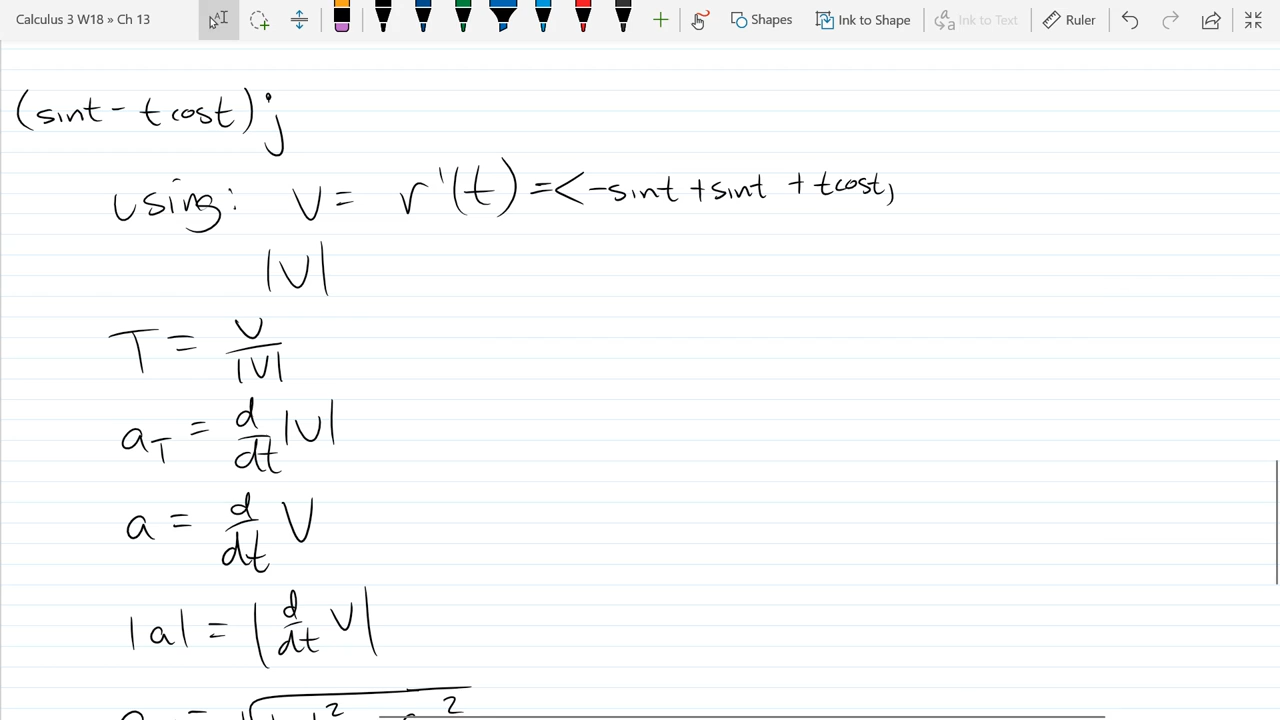 Calculus 3 W18 » Ch 13 Shapes Ink to Shape Ink to Text Ruler
(sint - t cost) j
using: V = r'(t) = < -sint + sint + tcost,
|V|
T = V/|V|
a_T = d/dt |V|
a = d/dt V
|a| = |d/dt V|